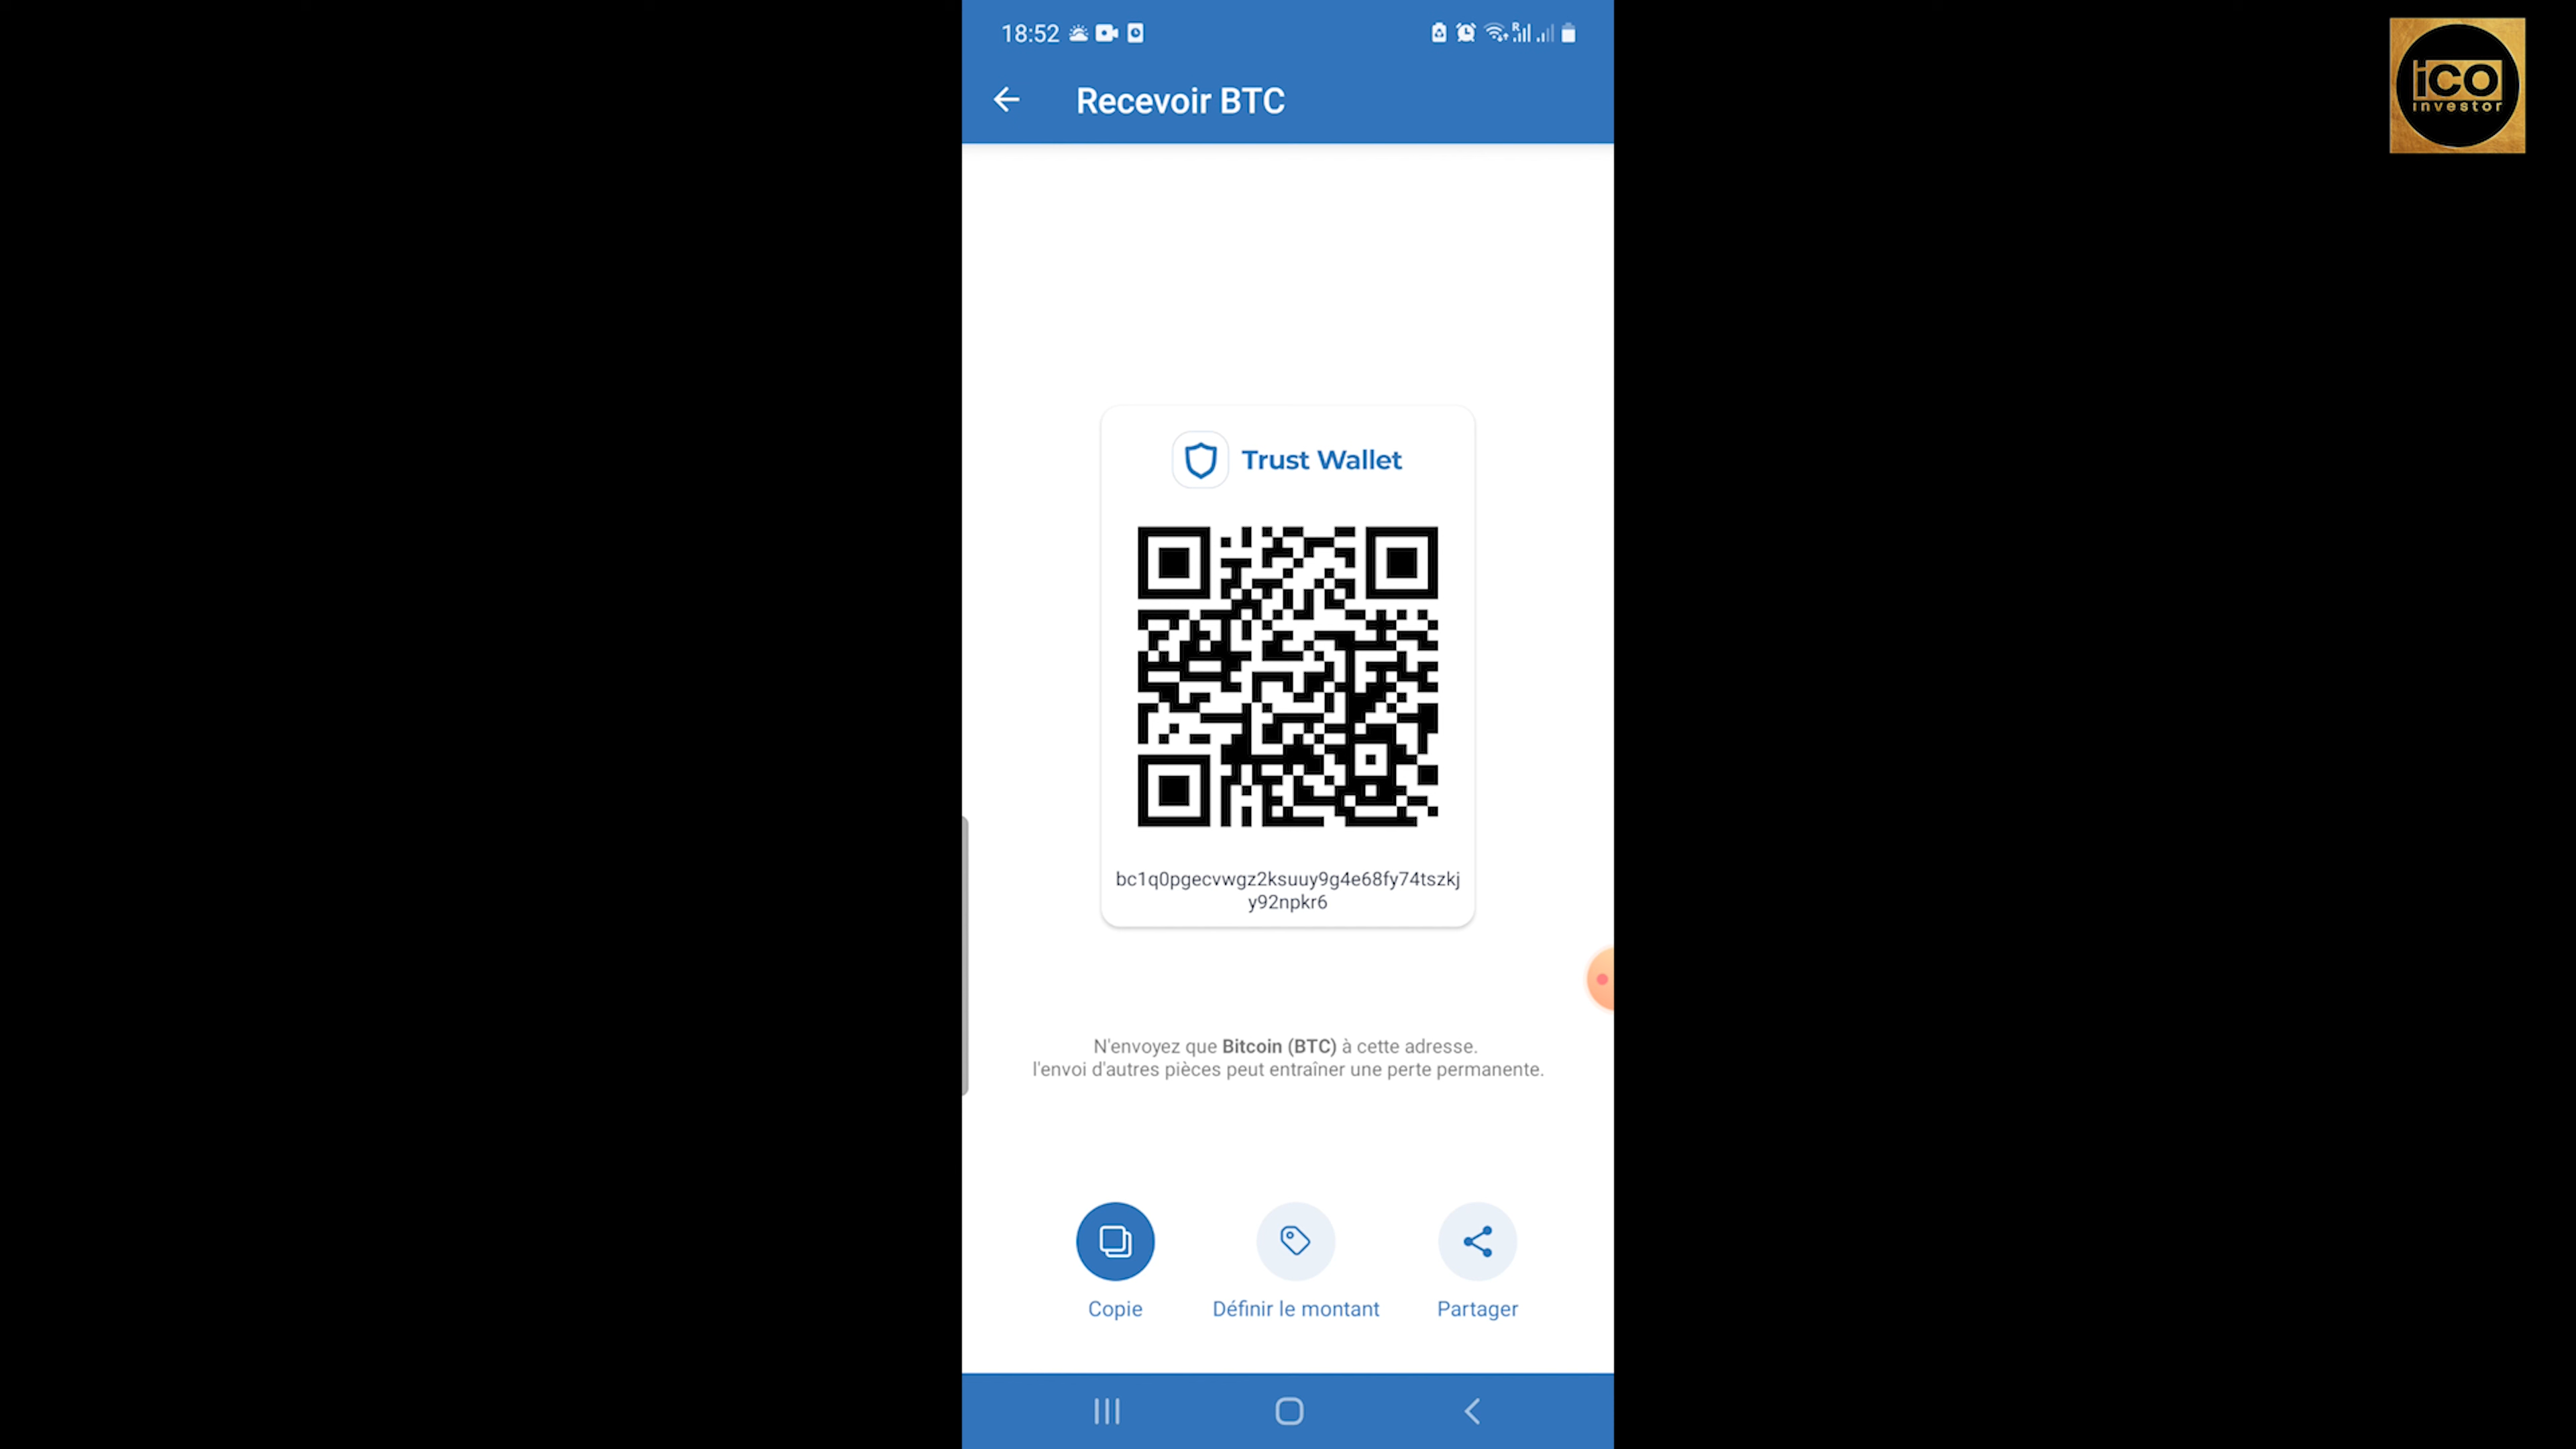 18:52
iCO
investor
Recevoir BTC
Trust Wallet
bc1q0pgecvwgz2ksuuy9g4e68fy74tszkj
y92npkr6
N'envoyez que Bitcoin (BTC) à cette adresse.
l'envoi d'autres pièces peut entraîner une perte permanente.
Copie
Définir le montant
Partager